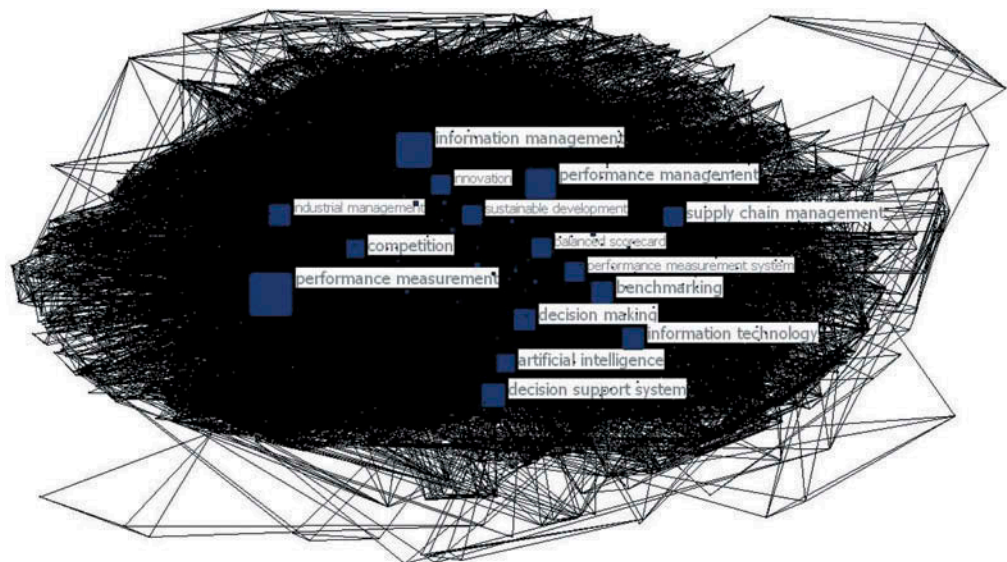 information management
performance management
innovation
industrial management
sustainable development
supply chain management
competition
Balanced scorecard
performance measurement system
performance measurement
benchmarking
decision making
information technology
artificial intelligence
decision support system